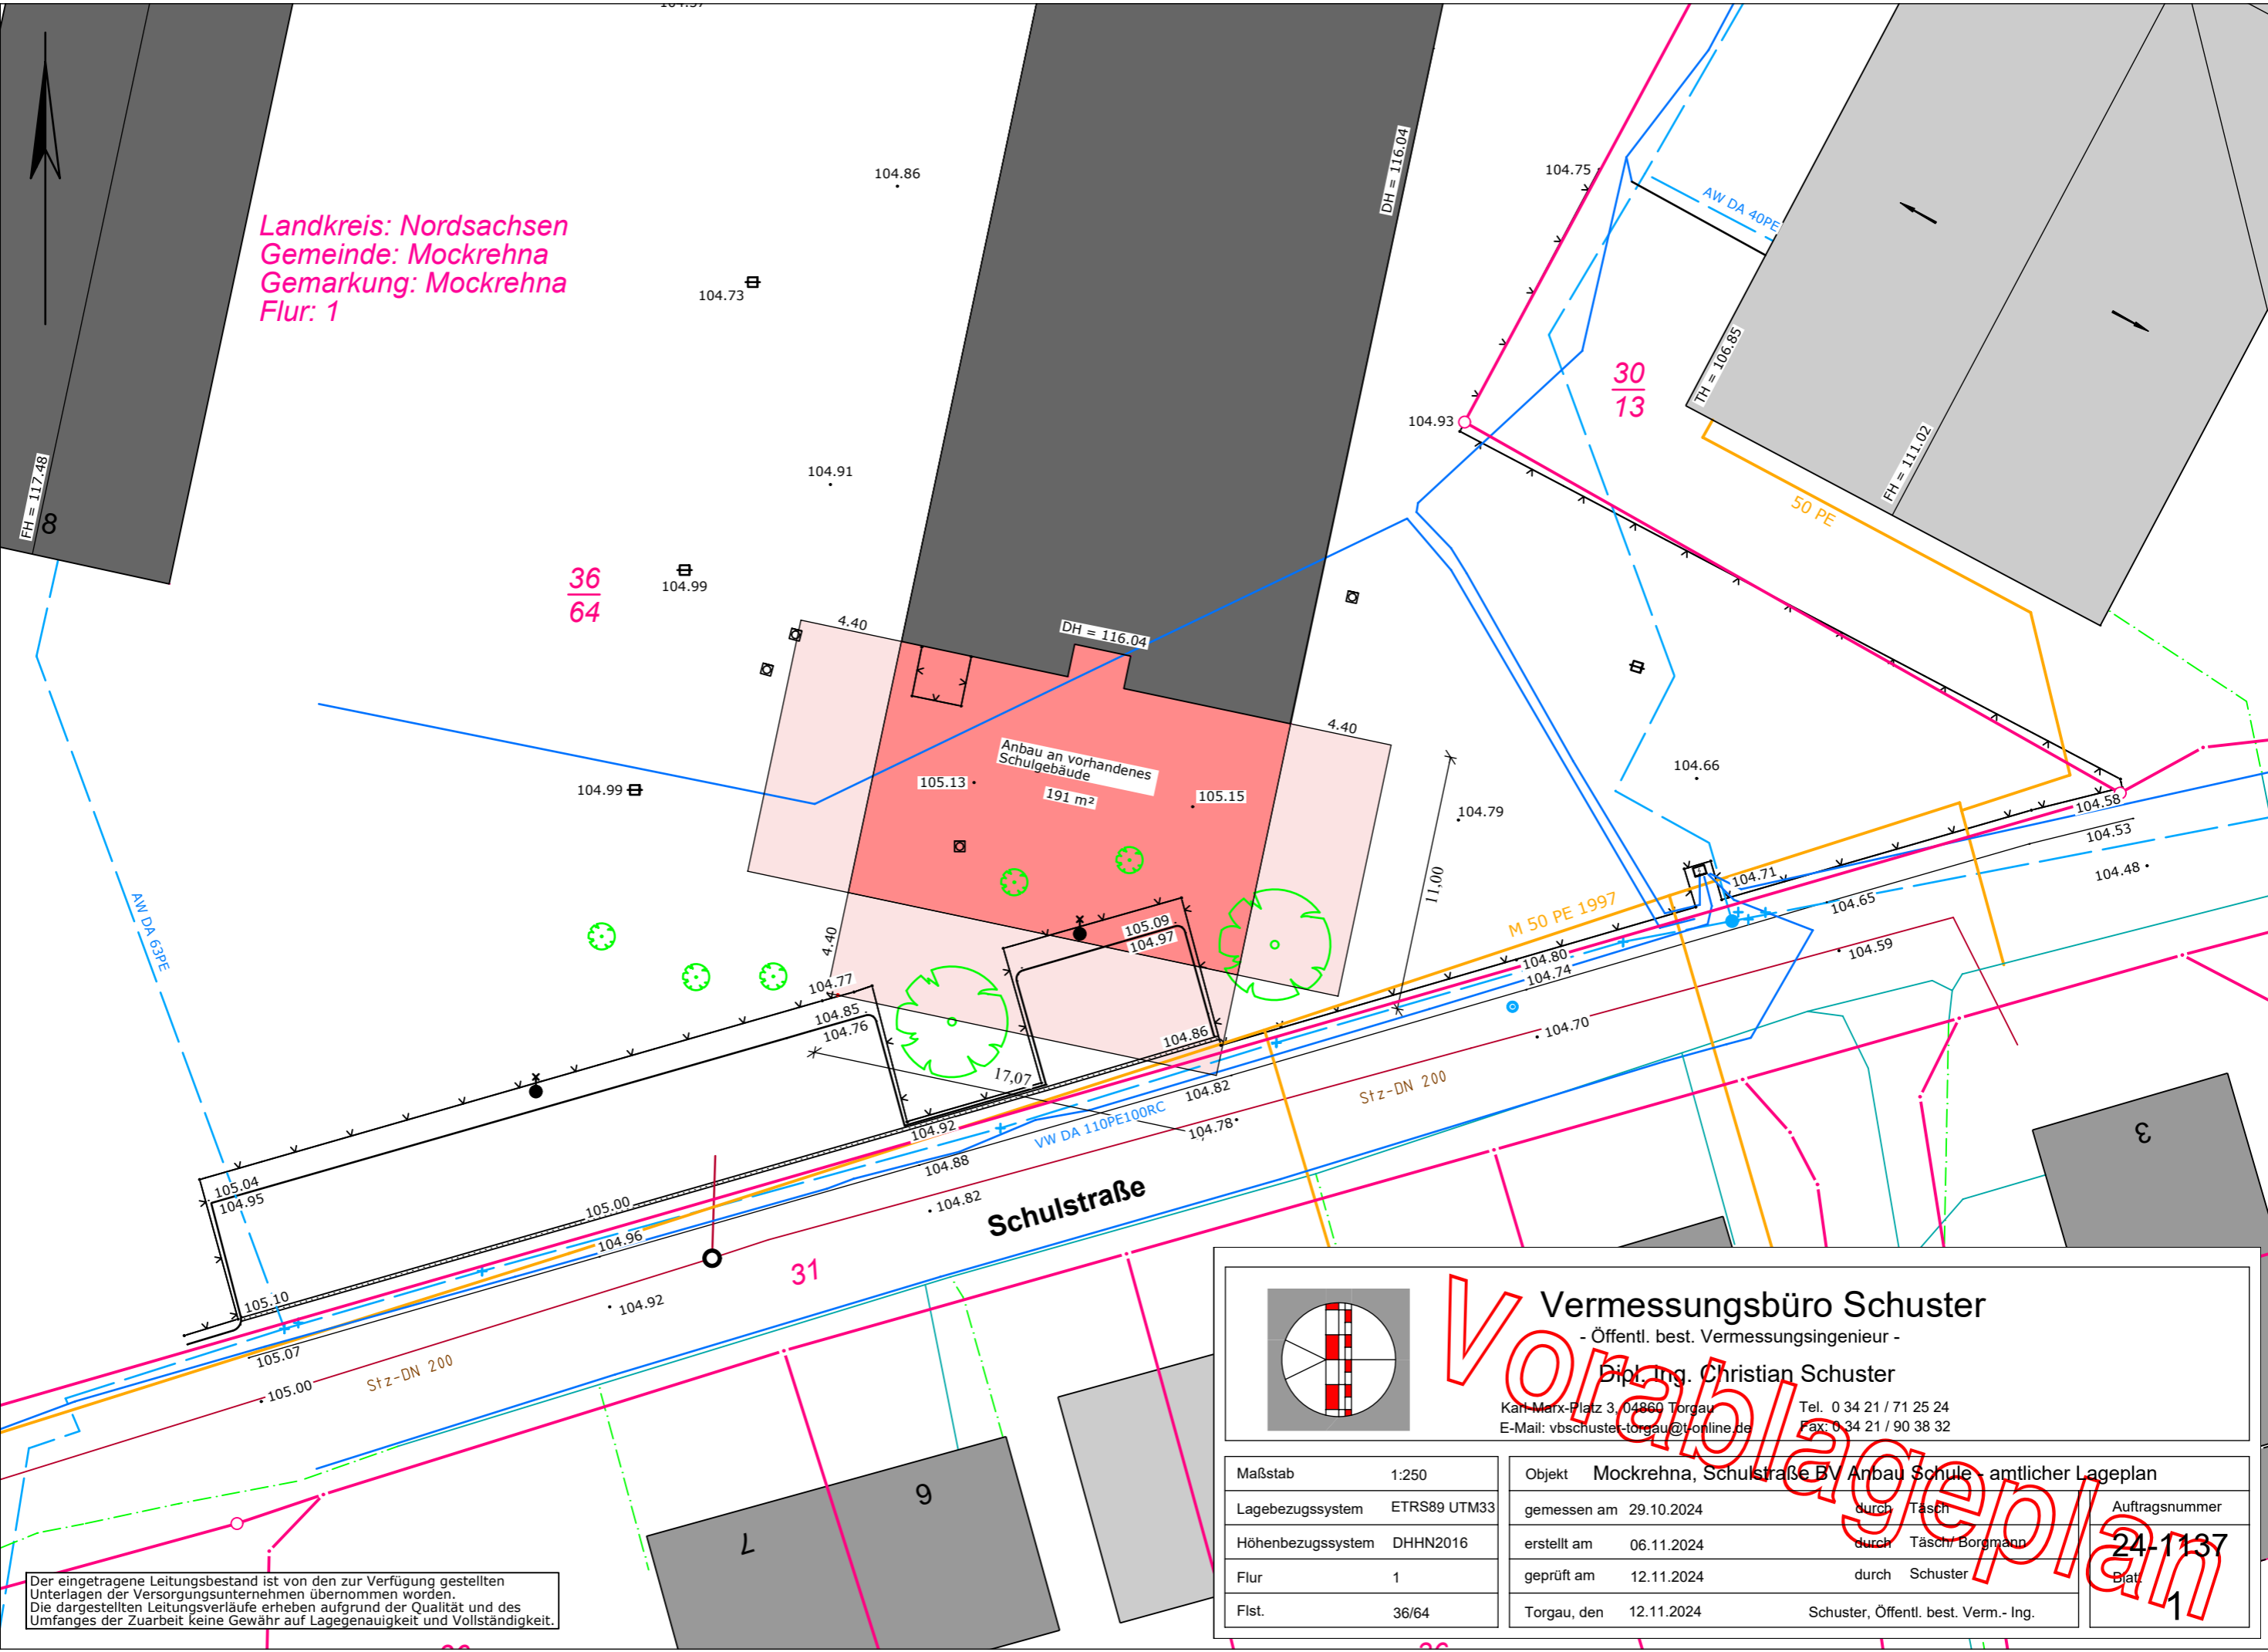 104.86
104.75
DH = 116.04
AW DA 40PE
Landkreis: Nordsachsen
Gemeinde: Mockrehna
Gemarkung: Mockrehna
Flur: 1
104.73
TH = 106.85
30
13
104.93
FH = 111.02
FH = 117.48
8
104.91
50 PE
36
64
104.99
4.40
DH = 116.04
4.40
Anbau an vorhandenes
Schulgebäude
191 m²
105.13
105.15
104.99
104.66
104.79
104.58
104.53
104.48
11,00
104.71
104.65
M 50 PE 1997
AW DA 63PE
4.40
105.09
104.97
104.80
104.74
104.59
104.77
104.85
104.76
104.86
104.70
17,07
104.82
Stz-DN 200
104.92
VW DA 110PE100RC
104.78
104.88
3
105.04
104.95
105.00
104.96
104.82
Schulstraße
31
105.10
104.92
105.07
105.00
Stz-DN 200
6
7
Der eingetragene Leitungsbestand ist von den zur Verfügung gestellten
Unterlagen der Versorgungsunternehmen übernommen worden.
Die dargestellten Leitungsverläufe erheben aufgrund der Qualität und des
Umfanges der Zuarbeit keine Gewähr auf Lagegenauigkeit und Vollständigkeit.
Vorablageplan
Vermessungsbüro Schuster
- Öffentl. best. Vermessungsingenieur -
Dipl. Ing. Christian Schuster
Karl-Marx-Platz 3, 04860 Torgau Tel. 0 34 21 / 71 25 24
E-Mail: vbschuster-torgau@t-online.de Fax: 0 34 21 / 90 38 32
Maßstab 1:250
Lagebezugssystem ETRS89 UTM33
Höhenbezugssystem DHHN2016
Flur 1
Flst. 36/64
Objekt Mockrehna, Schulstraße BV Anbau Schule - amtlicher Lageplan
gemessen am 29.10.2024 durch Täsch
erstellt am 06.11.2024 durch Täsch/ Borgmann
geprüft am 12.11.2024 durch Schuster
Torgau, den 12.11.2024 Schuster, Öffentl. best. Verm.- Ing.
Auftragsnummer
24-1137
Blatt
1